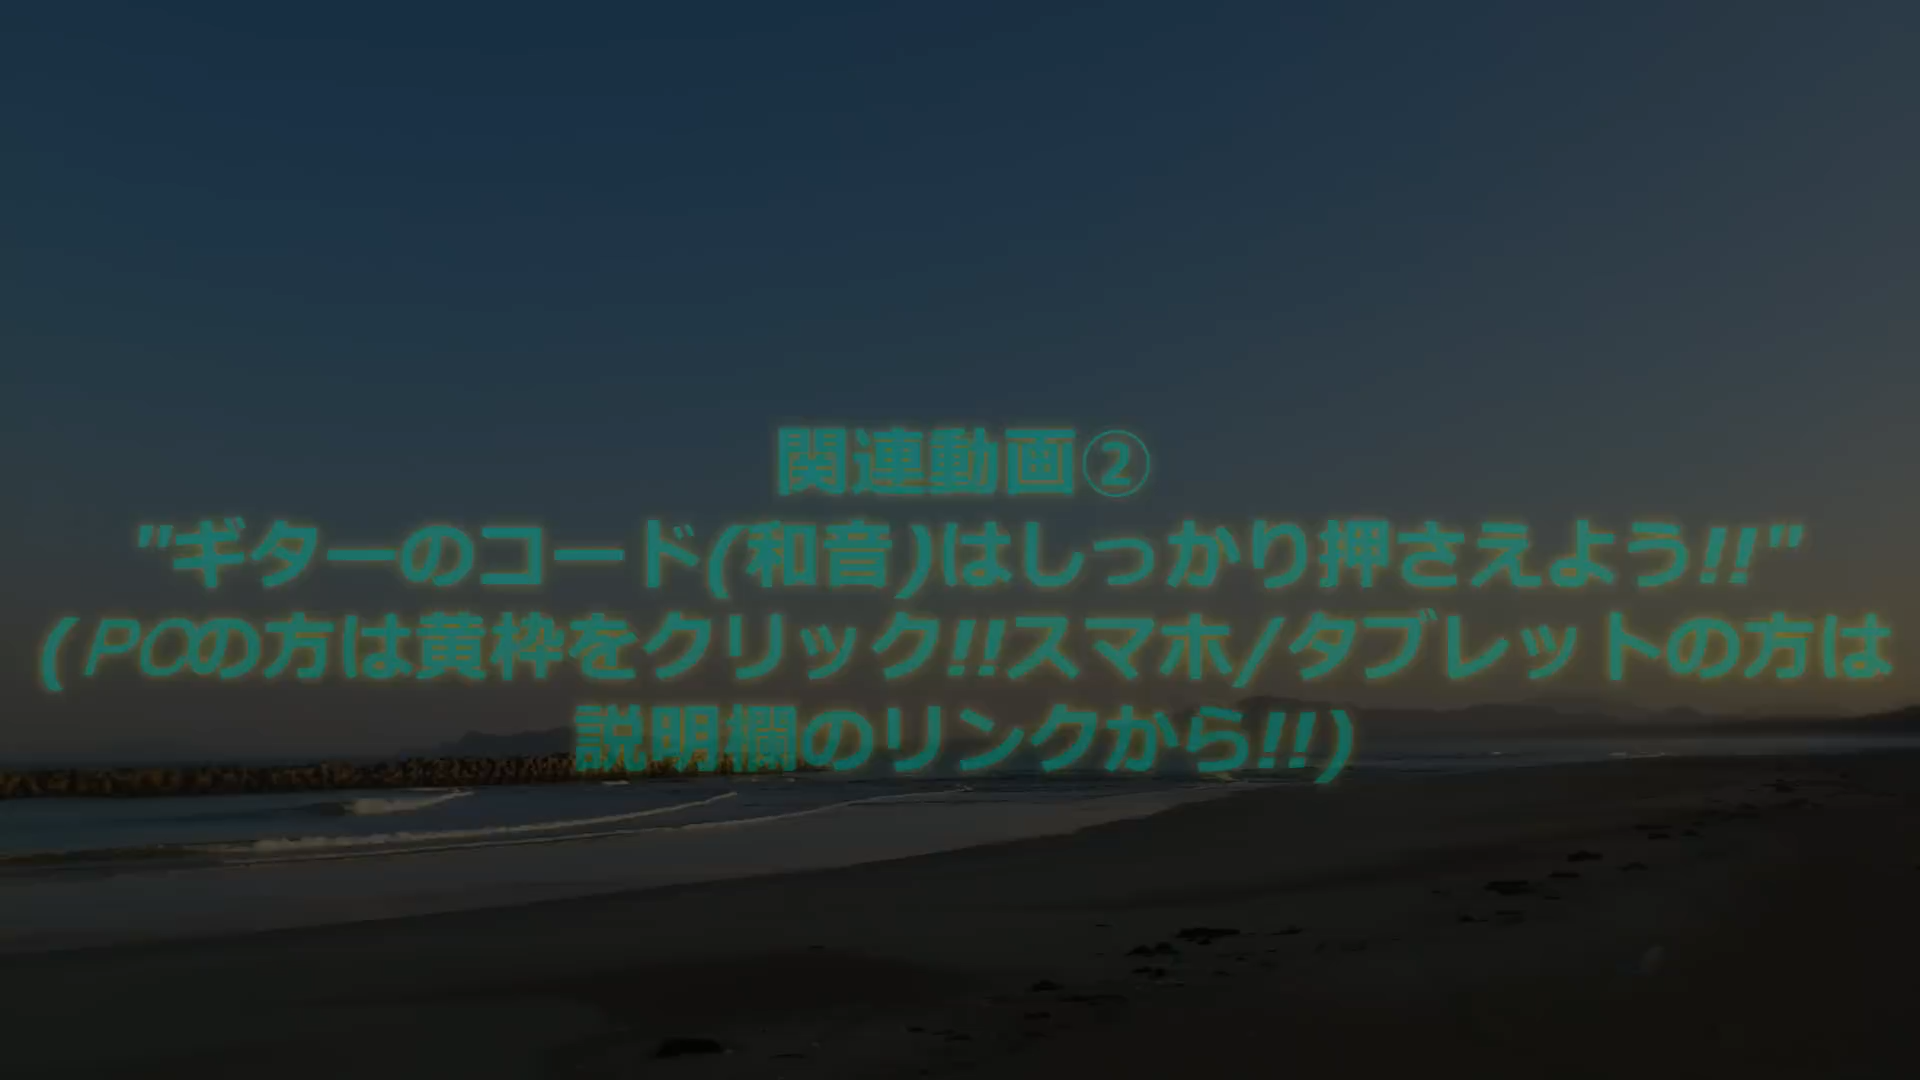 関連動画②
"ギターのコード(和音)はしっかり押さえよう!!"
(PCの方は黄枠をクリック!!スマホ/タブレットの方は
説明欄のリンクから!!)